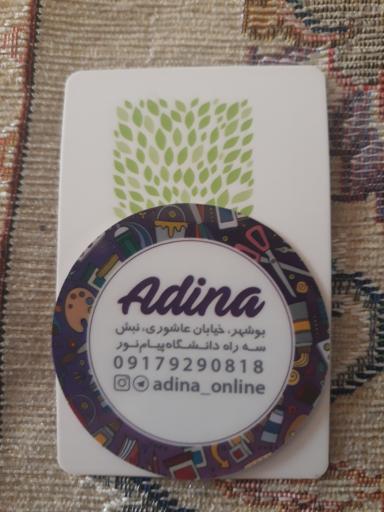 Adina
بوشهر، خیابان عاشوری، نبش
سه راه دانشگاه پیام نور
09179290818
adina_online